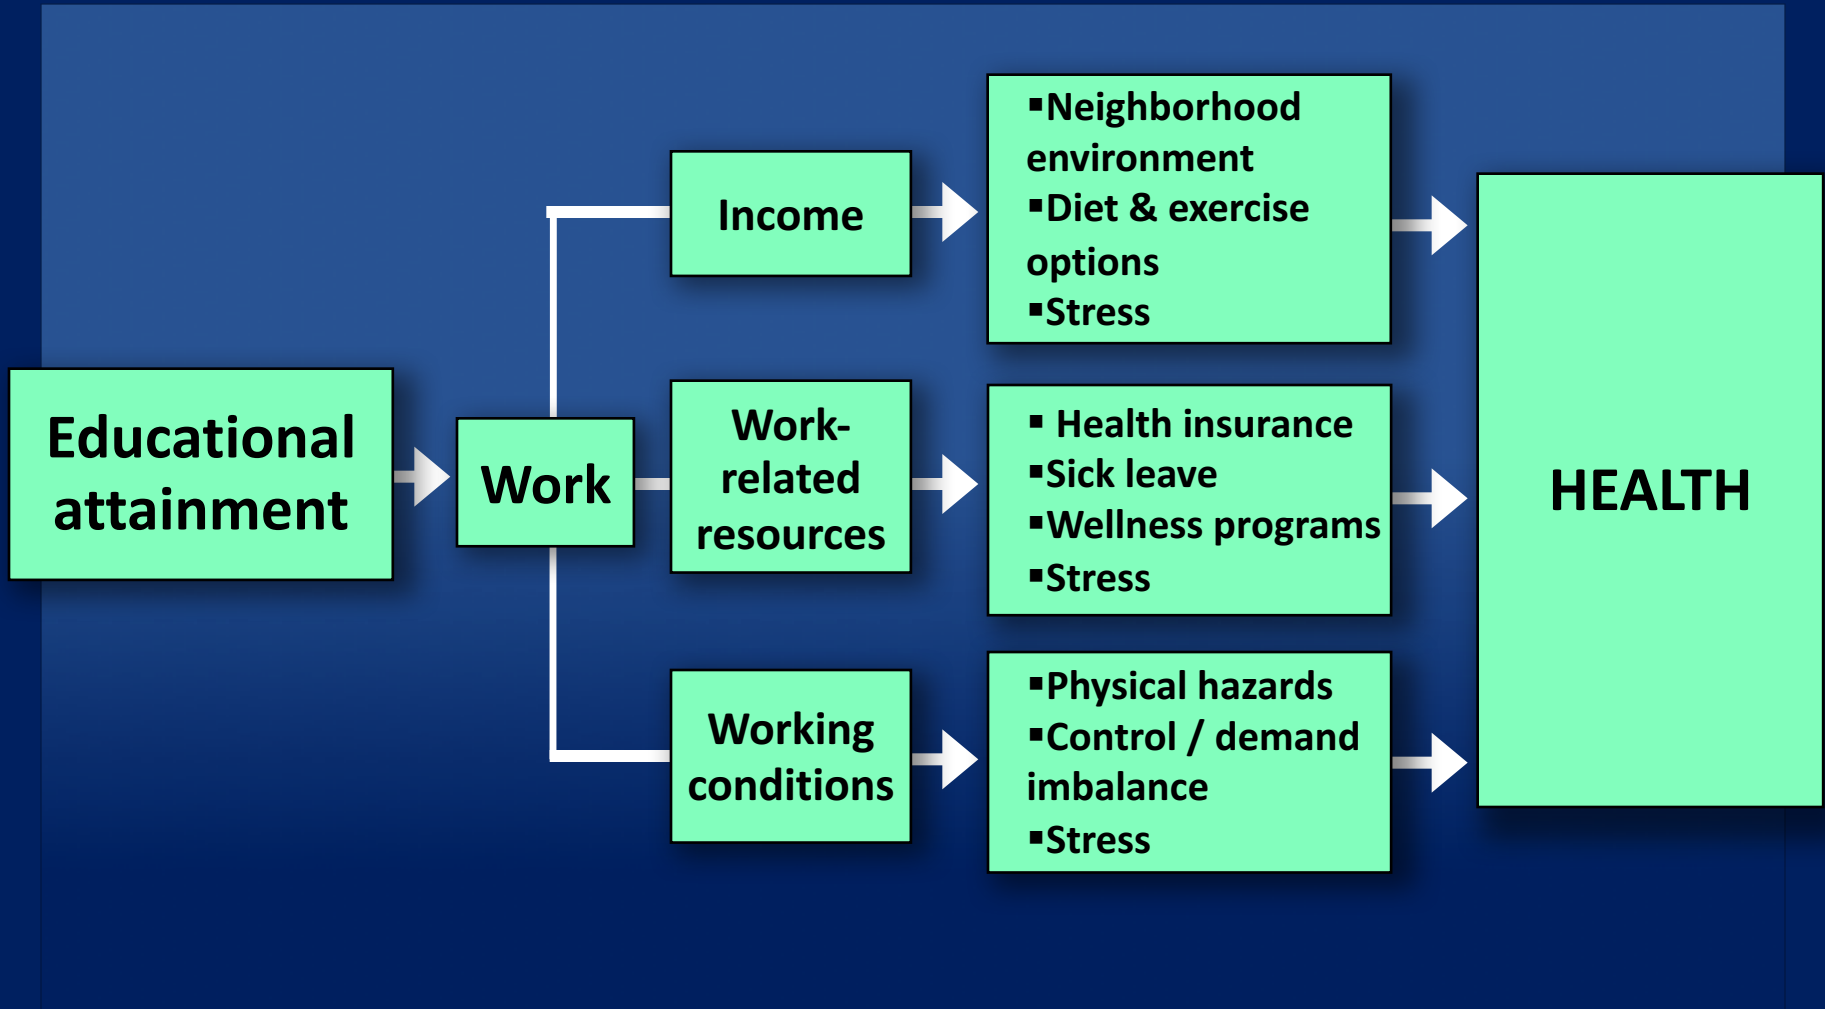 Educational
attainment
Work
Income
▪Neighborhood
environment
▪Diet & exercise
options
▪Stress
Work-
related
resources
▪ Health insurance
▪Sick leave
▪Wellness programs
▪Stress
Working
conditions
▪Physical hazards
▪Control / demand
imbalance
▪Stress
HEALTH